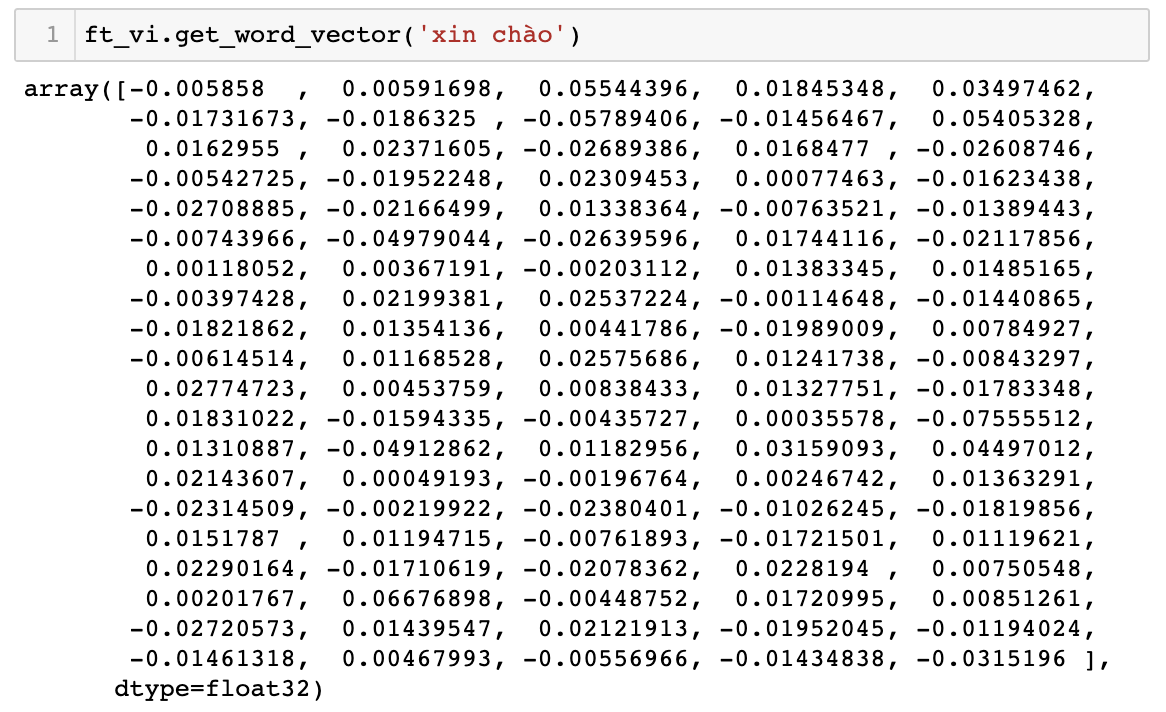 1 ft_vi.get_word_vector('xin chào')
array([-0.005858  ,  0.00591698,  0.05544396,  0.01845348,  0.03497462,
       -0.01731673, -0.0186325 , -0.05789406, -0.01456467,  0.05405328,
        0.0162955 ,  0.02371605, -0.02689386,  0.0168477 , -0.02608746,
       -0.00542725, -0.01952248,  0.02309453,  0.00077463, -0.01623438,
       -0.02708885, -0.02166499,  0.01338364, -0.00763521, -0.01389443,
       -0.00743966, -0.04979044, -0.02639596,  0.01744116, -0.02117856,
        0.00118052,  0.00367191, -0.00203112,  0.01383345,  0.01485165,
       -0.00397428,  0.02199381,  0.02537224, -0.00114648, -0.01440865,
       -0.01821862,  0.01354136,  0.00441786, -0.01989009,  0.00784927,
       -0.00614514,  0.01168528,  0.02575686,  0.01241738, -0.00843297,
        0.02774723,  0.00453759,  0.00838433,  0.01327751, -0.01783348,
        0.01831022, -0.01594335, -0.00435727,  0.00035578, -0.07555512,
        0.01310887, -0.04912862,  0.01182956,  0.03159093,  0.04497012,
        0.02143607,  0.00049193, -0.00196764,  0.00246742,  0.01363291,
       -0.02314509, -0.00219922, -0.02380401, -0.01026245, -0.01819856,
        0.0151787 ,  0.01194715, -0.00761893, -0.01721501,  0.01119621,
        0.02290164, -0.01710619, -0.02078362,  0.0228194 ,  0.00750548,
        0.00201767,  0.06676898, -0.00448752,  0.01720995,  0.00851261,
       -0.02720573,  0.01439547,  0.02121913, -0.01952045, -0.01194024,
       -0.01461318,  0.00467993, -0.00556966, -0.01434838, -0.0315196 ],
      dtype=float32)